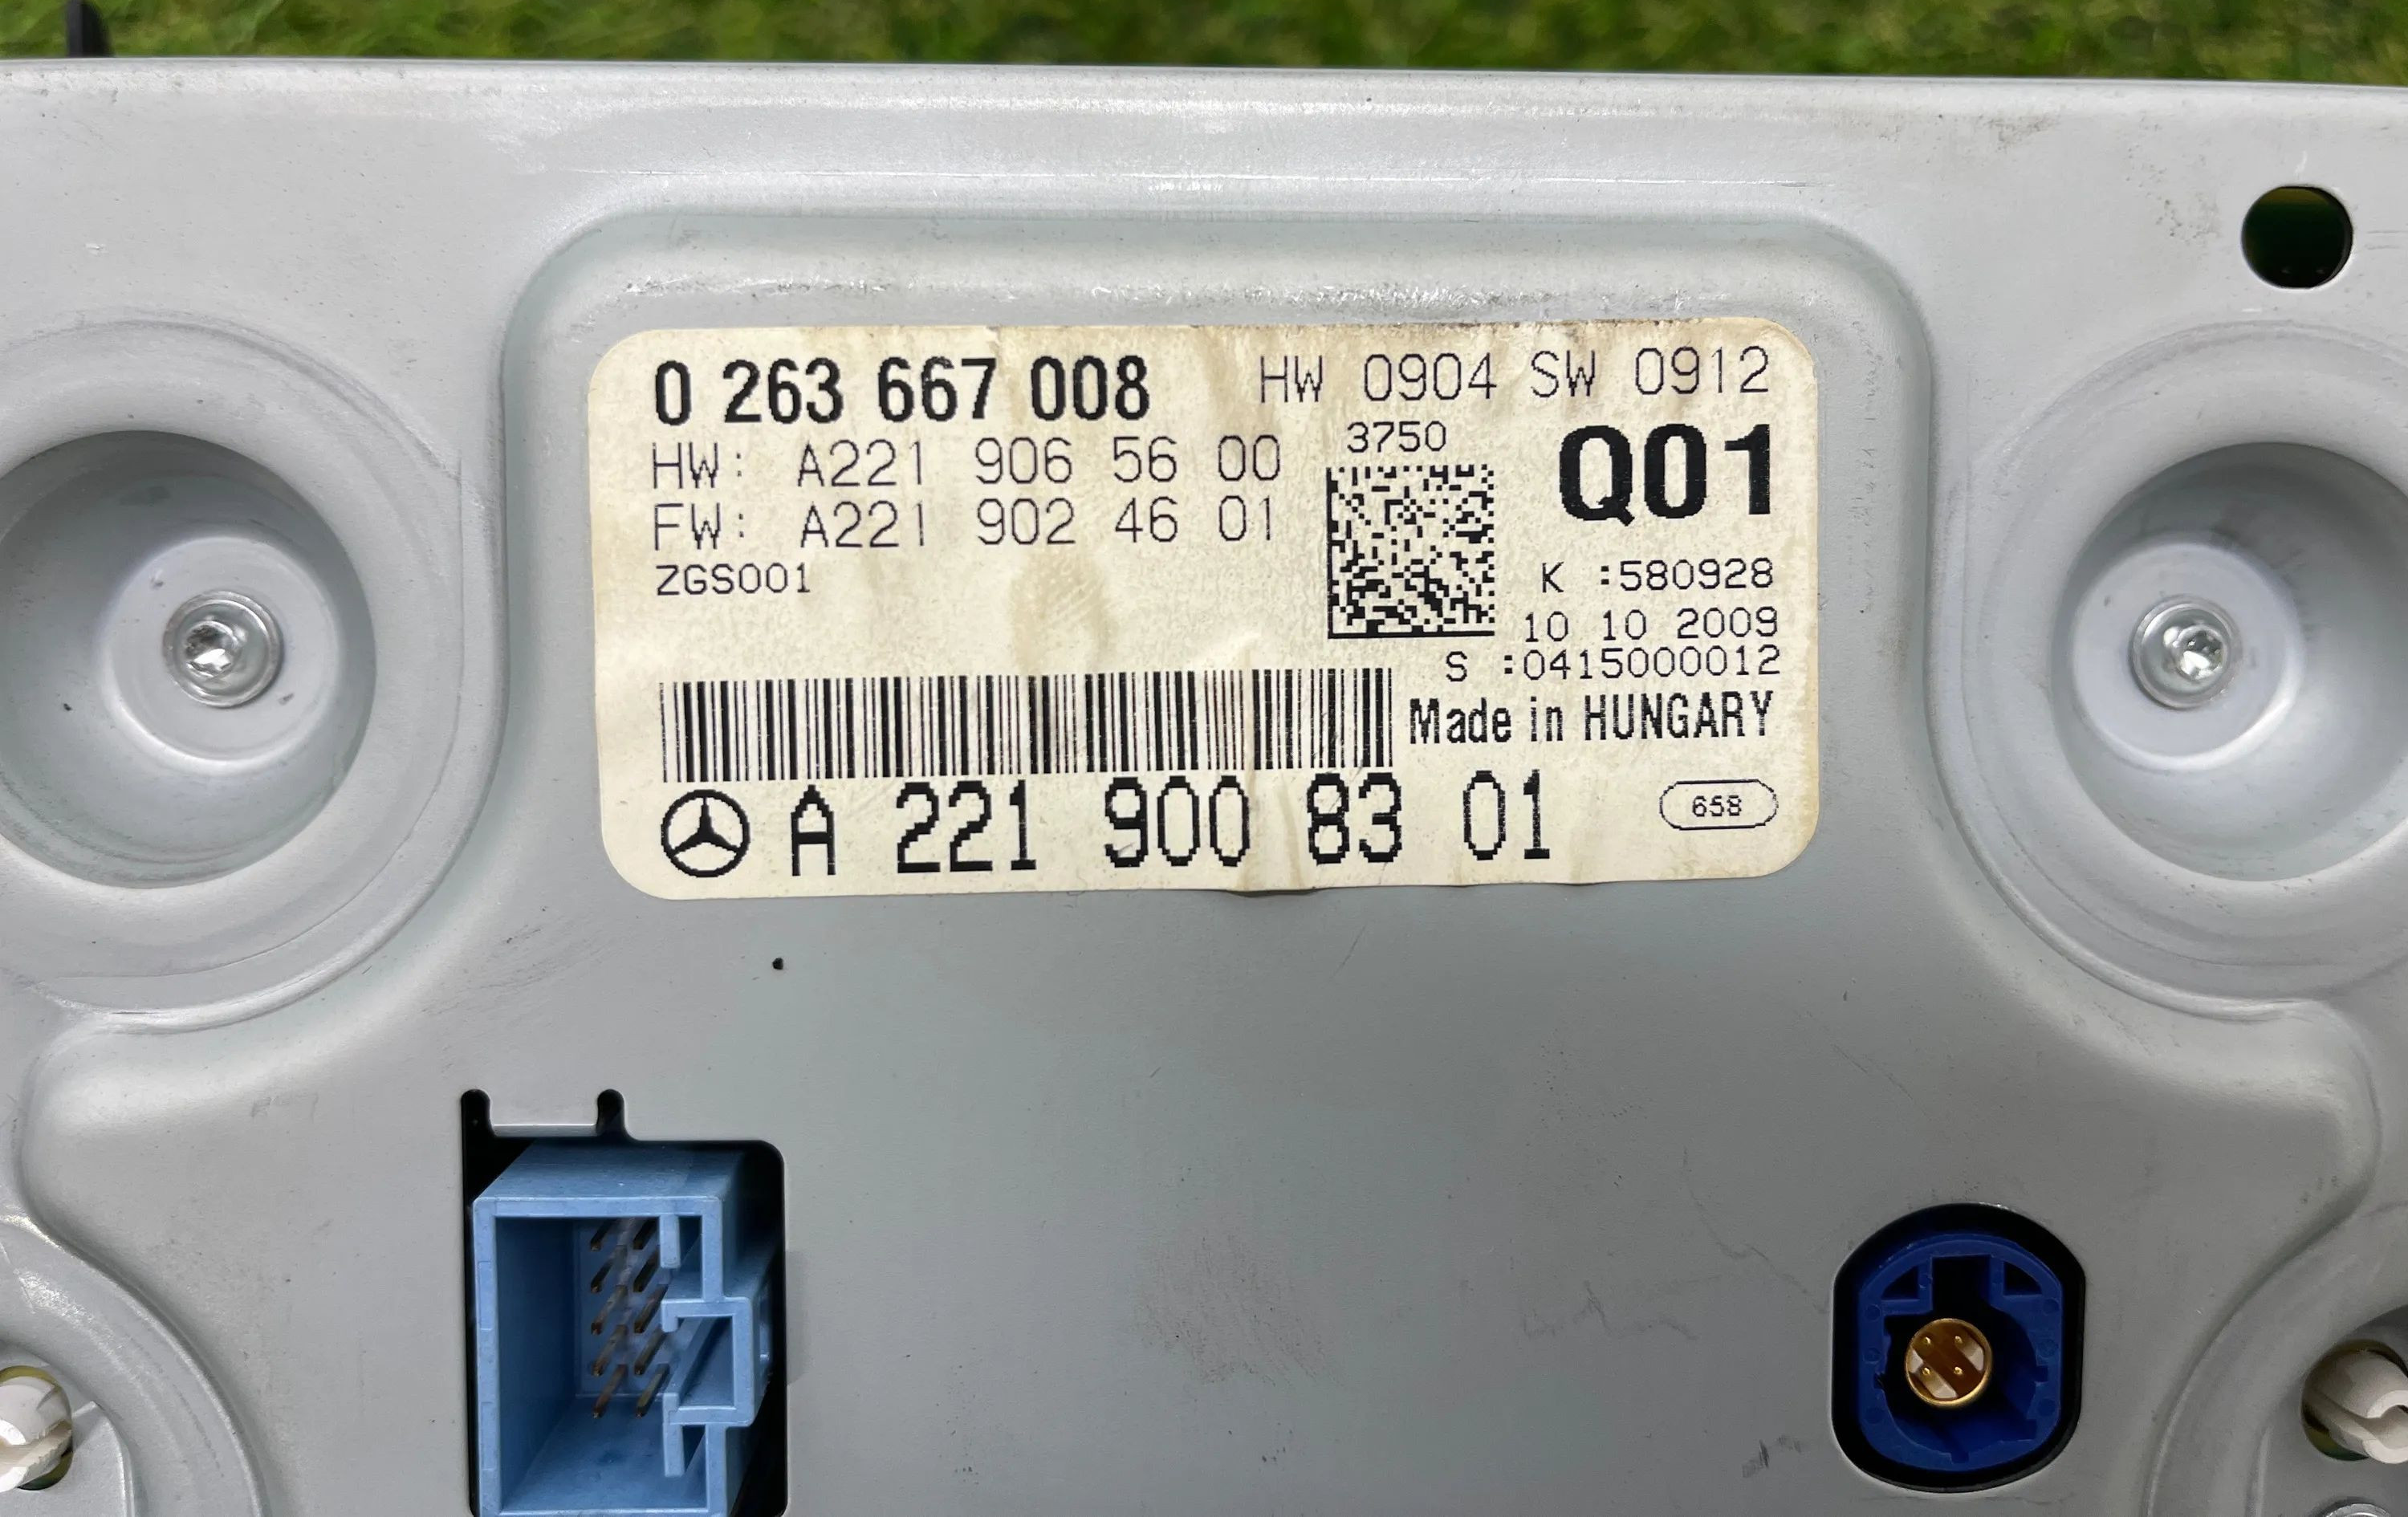 0 263 667 008 HW 0904 SW 0912
3750 Q01
HW: A221 906 56 00
FW: A221 902 46 01
ZGS001
K :580928
10 10 2009
S :0415000012
Made in HUNGARY
A 221 900 83 01
658